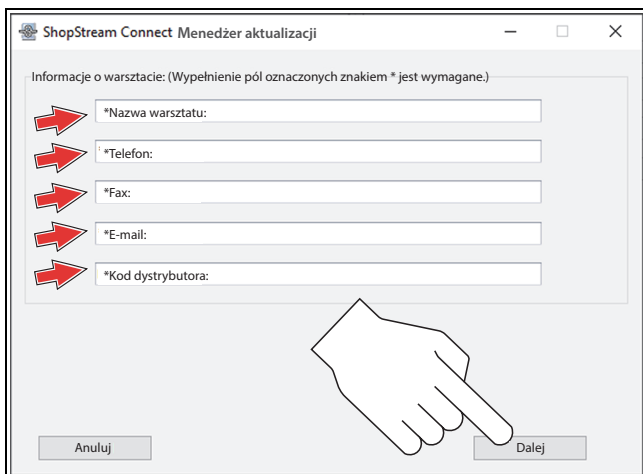 ShopStream Connect Menedżer aktualizacji
Informacje o warsztacie: (Wypełnienie pól oznaczonych znakiem * jest wymagane.)
*Nazwa warsztatu:
*Telefon:
*Fax:
*E-mail:
*Kod dystrybutora:
Anuluj
Dalej